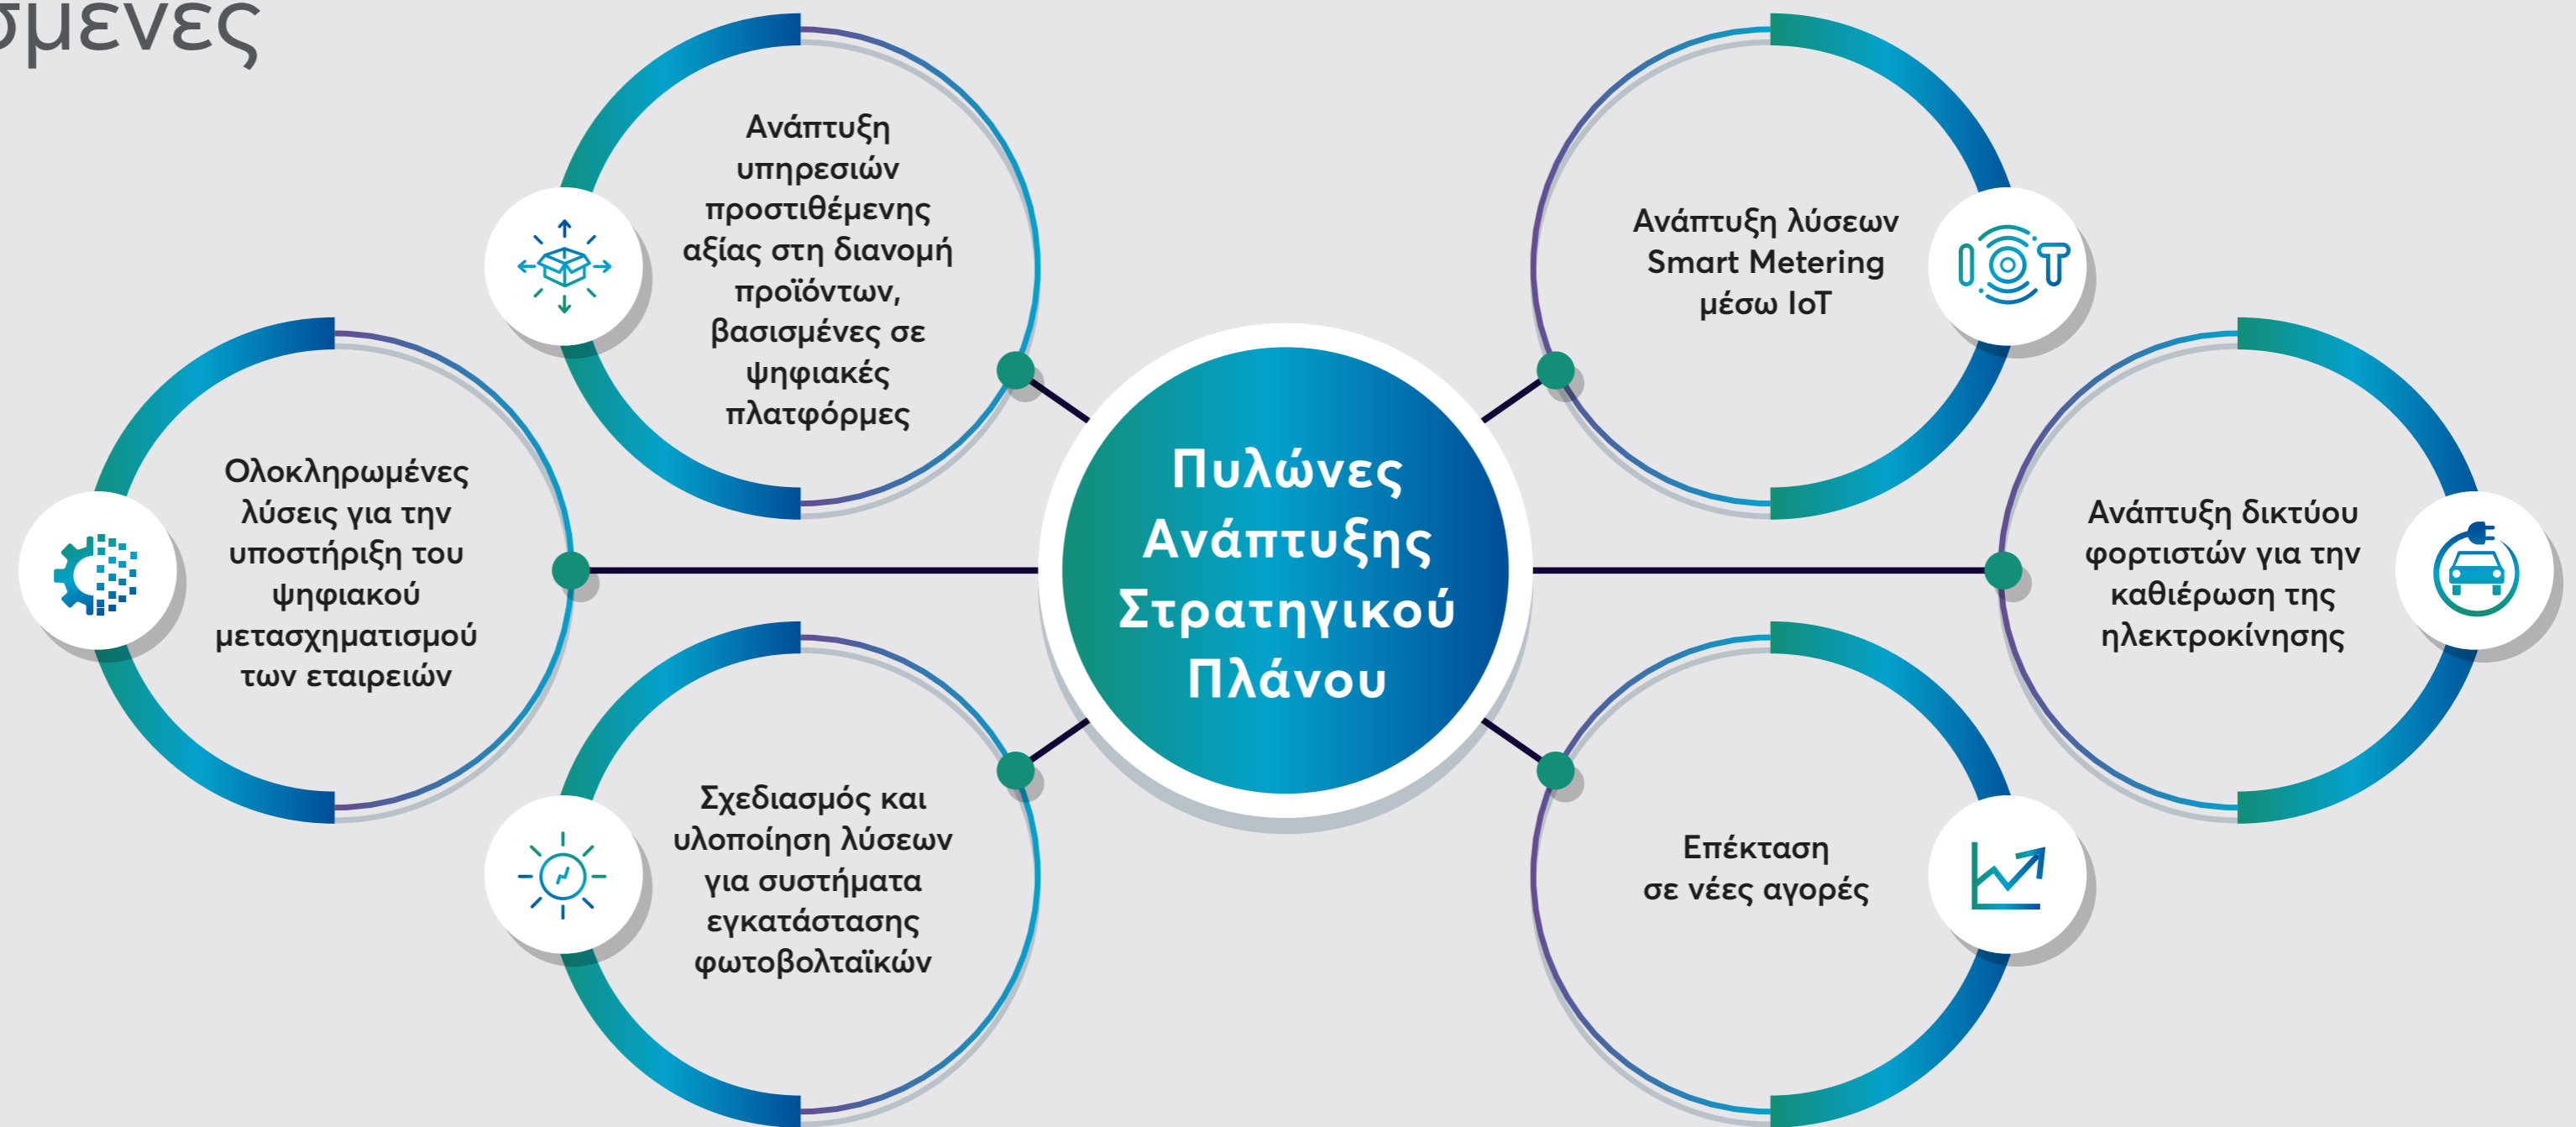 Ανάπτυξη
υπηρεσιών
προστιθέμενης
αξίας στη διανομή
προϊόντων,
βασισμένες σε
ψηφιακές
πλατφόρμες
Ανάπτυξη λύσεων
Smart Metering
μέσω IoT
IOT
Ολοκληρωμένες
λύσεις για την
υποστήριξη του
ψηφιακού
μετασχηματισμού
των εταιρειών
Πυλώνες
Ανάπτυξης
Στρατηγικού
Πλάνου
Ανάπτυξη δικτύου
φορτιστών για την
καθιέρωση της
ηλεκτροκίνησης
Σχεδιασμός και
υλοποίηση λύσεων
για συστήματα
εγκατάστασης
φωτοβολταϊκών
Επέκταση
σε νέες αγορές